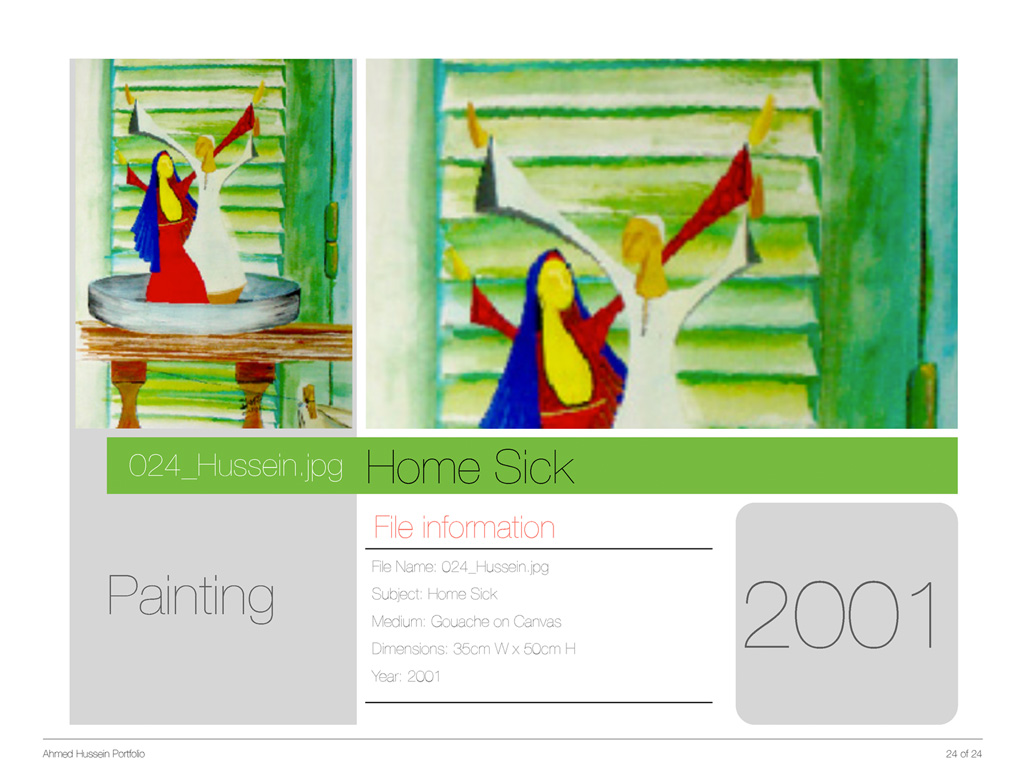 024_Hussein.jpg Home Sick
Painting
File information
File Name: 024_Hussein.jpg
Subject: Home Sick
Medium: Gouache on Canvas
Dimensions: 35cm W x 50cm H
Year: 2001
2001
Ahmed Hussein Portfolio 24 of 24